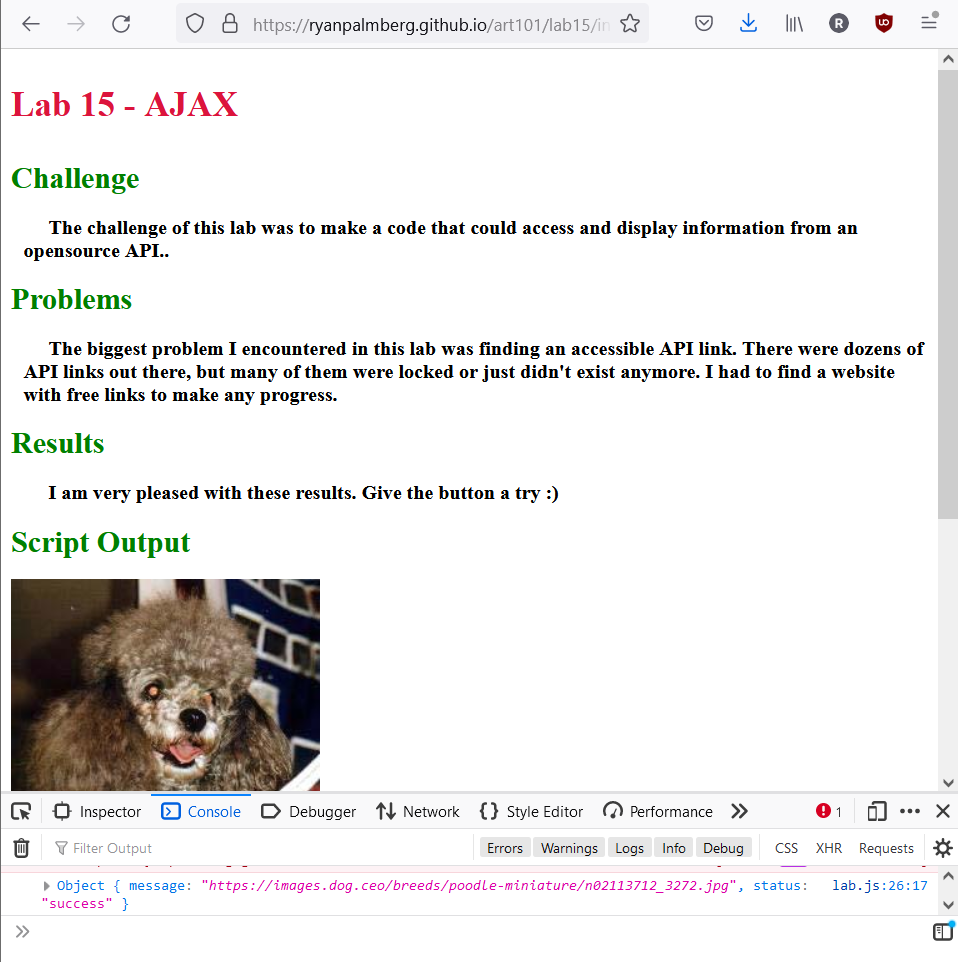 https://ryanpalmberg.github.io/art101/lab15/in
R
Lab 15 - AJAX
Challenge
The challenge of this lab was to make a code that could access and display information from an
opensource API..
Problems
The biggest problem I encountered in this lab was finding an accessible API link. There were dozens of
API links out there, but many of them were locked or just didn't exist anymore. I had to find a website
with free links to make any progress.
Results
I am very pleased with these results. Give the button a try :)
Script Output
Inspector Console Debugger Network Style Editor Performance 1
Filter Output Errors Warnings Logs Info Debug CSS XHR Requests
Object { message: "https://images.dog.ceo/breeds/poodle-miniature/n02113712_3272.jpg", status: lab.js:26:17
"success" }